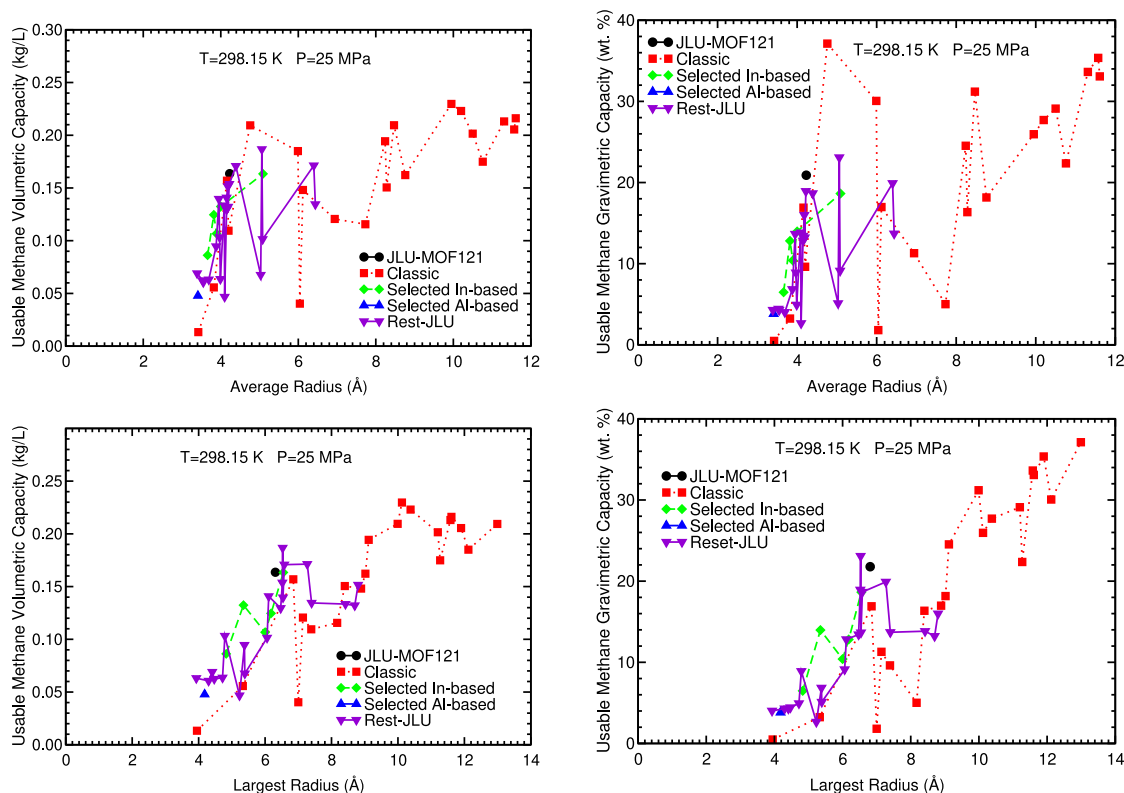 Usable Methane Volumetric Capacity (kg/L)
0.30
0.25
0.20
0.15
0.10
0.05
0.00
T=298.15 K P=25 MPa
JLU-MOF121
Classic
Selected In-based
Selected Al-based
Rest-JLU
0 2 4 6 8 10 12 14
Average Radius (Å)
Usable Methane Gravimetric Capacity (wt. %)
40
30
20
10
0
JLU-MOF121
Classic
Selected In-based
Selected Al-based
Rest-JLU
T=298.15 K P=25 MPa
0 2 4 6 8 10 12
Average Radius (Å)
Usable Methane Volumetric Capacity (kg/L)
0.25
0.20
0.15
0.10
0.05
0.00
T=298.15 K P=25 MPa
JLU-MOF121
Classic
Selected In-based
Selected Al-based
Rest-JLU
0 2 4 6 8 10 12 14
Largest Radius (Å)
Usable Methane Gravimetric Capacity (wt. %)
40
30
20
10
0
T=298.15 K P=25 MPa
JLU-MOF121
Classic
Selected In-based
Selected Al-based
Reset-JLU
0 2 4 6 8 10 12 14
Largest Radius (Å)